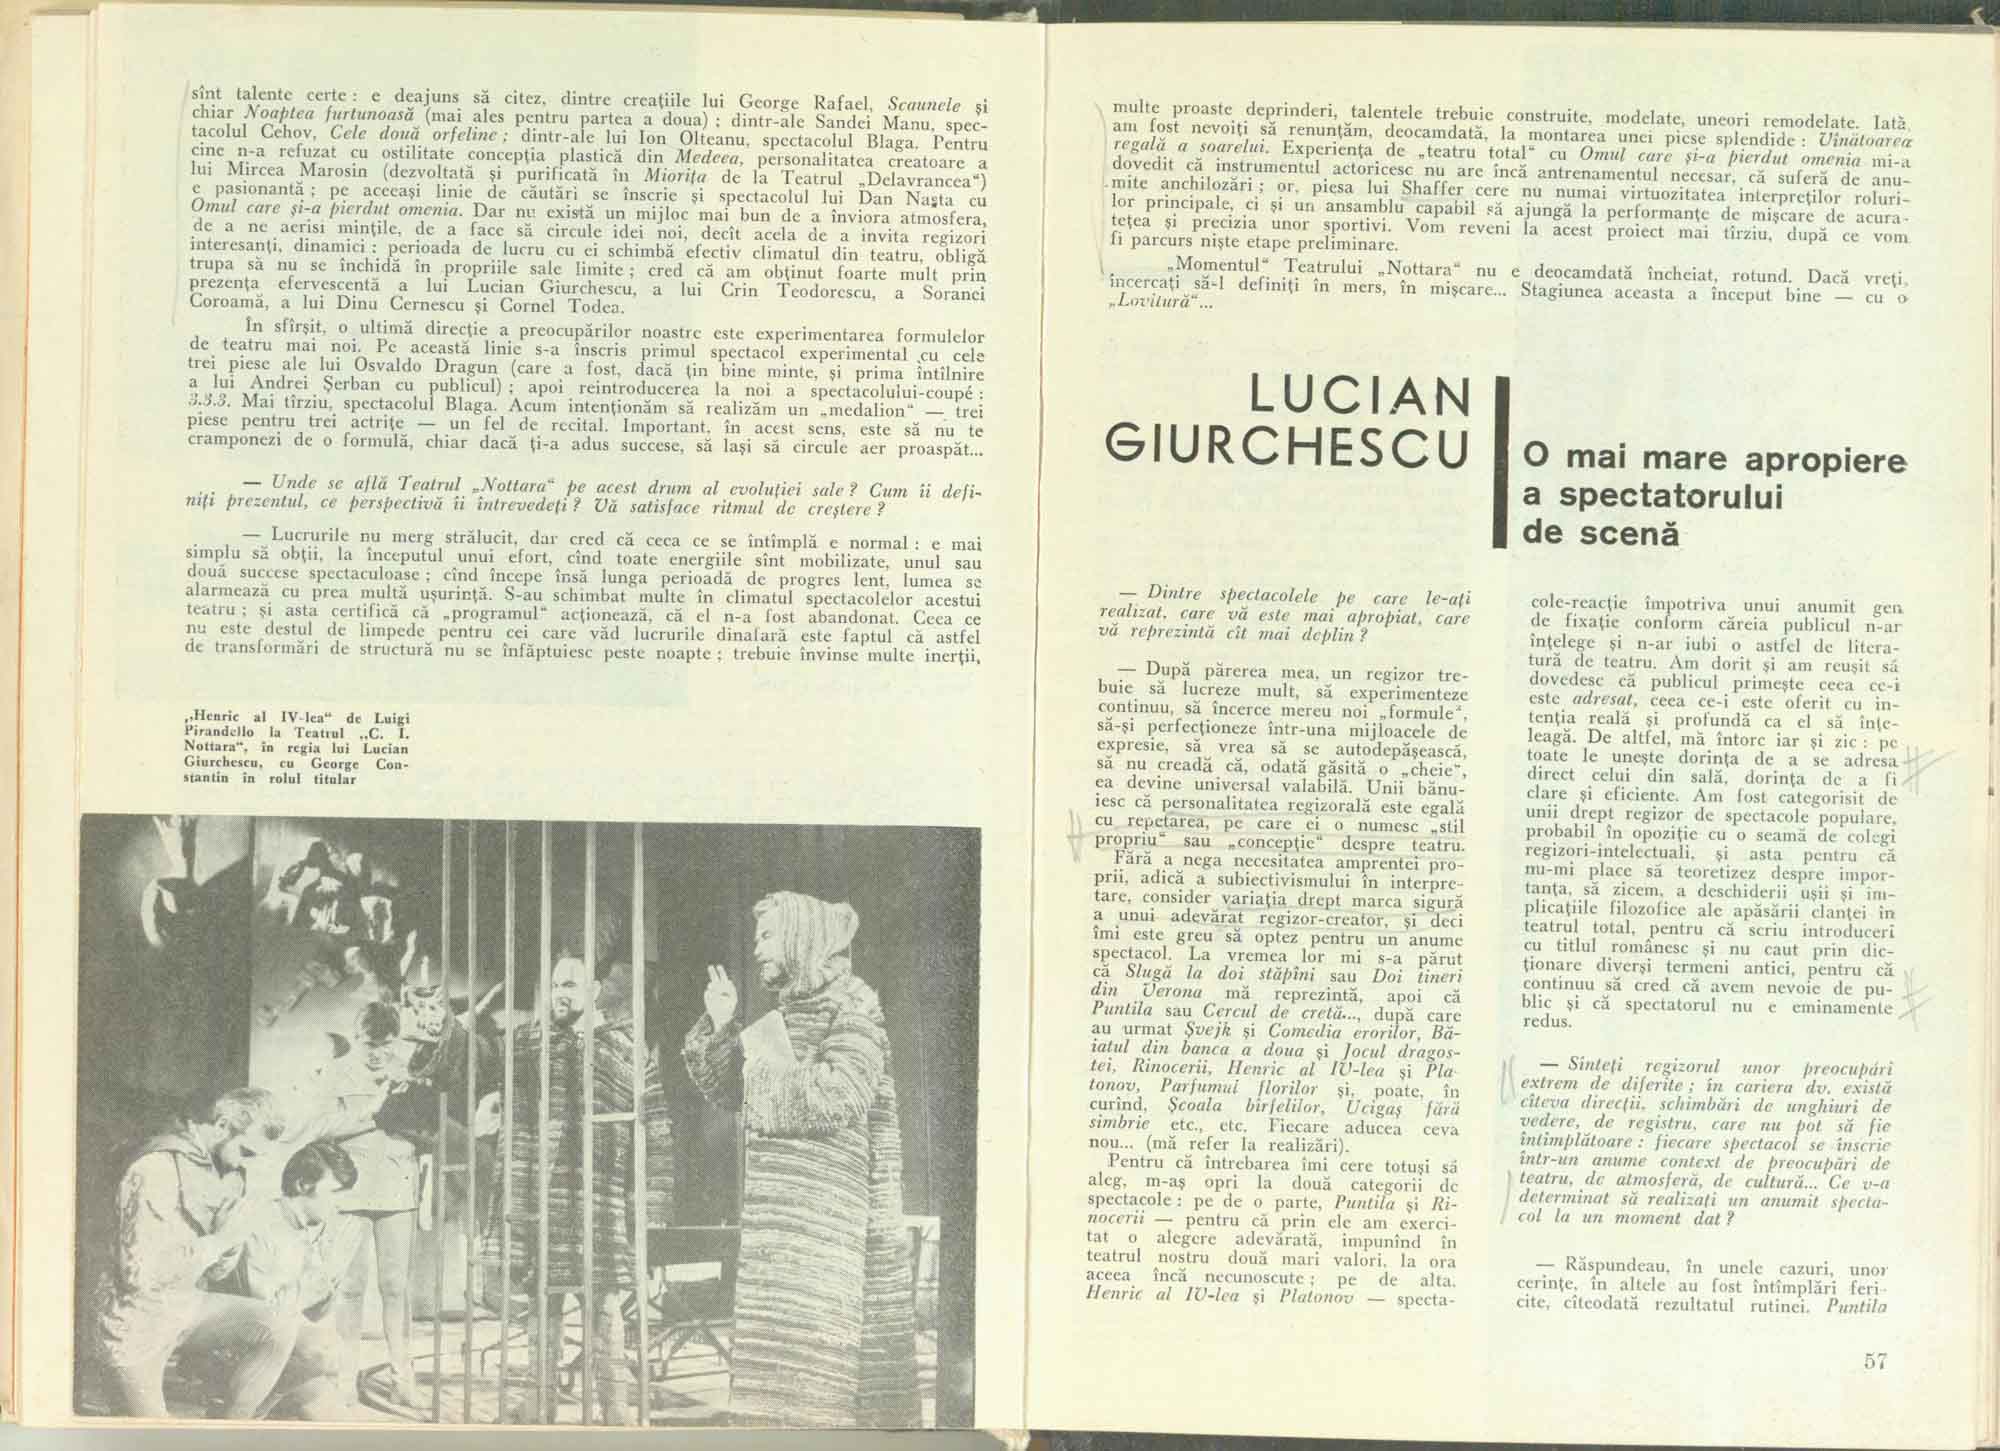 sînt talente certe : e deajuns să citez, dintre creațiile lui George Rafael, Scaunele și
chiar Noaptea furtunoasă (mai ales pentru partea a doua) ; dintr-ale Sandei Manu, spec-
tacolul Cehov, Cele două orfeline ; dintr-ale lui Ion Olteanu, spectacolul Blaga. Pentru
cine n-a refuzat cu ostilitate concepția plastică din Medeea, personalitatea creatoare a
lui Mircea Marosin (dezvoltată și purificată în Miorița de la Teatrul „Delavrancea“)
e pasionantă ; pe aceeași linie de căutări se înscrie și spectacolul lui Dan Nasta cu
Omul care și-a pierdut omenia. Dar nu există un mijloc mai bun de a înviora atmosfera,
de a ne aerisi mințile, de a face să circule idei noi, decît acela de a invita regizori
interesanți, dinamici : perioada de lucru cu ei schimbă efectiv climatul din teatru, obligă
trupa să nu se închidă în propriile sale limite ; cred că am obținut foarte mult prin
prezența efervescentă a lui Lucian Giurchescu, a lui Crin Teodorescu, a Soranei
Coroamă, a lui Dinu Cernescu și Cornel Todea.
În sfîrșit, o ultimă direcție a preocupărilor noastre este experimentarea formulelor
de teatru mai noi. Pe această linie s-a înscris primul spectacol experimental cu cele
trei piese ale lui Osvaldo Dragun (care a fost, dacă țin bine minte, și prima întîlnire
a lui Andrei Șerban cu publicul) ; apoi reintroducerea la noi a spectacolului-coupé :
3.3.3. Mai tîrziu, spectacolul Blaga. Acum intenționăm să realizăm un „medalion“ — trei
piese pentru trei actrițe — un fel de recital. Important, în acest sens, este să nu te
cramponezi de o formulă, chiar dacă ți-a adus succese, să lași să circule aer proaspăt...
— Unde se află Teatrul „Nottara“ pe acest drum al evoluției sale ? Cum îi defi-
niți prezentul, ce perspectivă îi întrevedeți ? Vă satisface ritmul de creștere ?
— Lucrurile nu merg strălucit, dar cred că ceea ce se întîmplă e normal : e mai
simplu să obții, la începutul unui efort, cînd toate energiile sînt mobilizate, unul sau
două succese spectaculoase ; cînd începe însă lunga perioadă de progres lent, lumea se
alarmează cu prea multă ușurință. S-au schimbat multe în climatul spectacolelor acestui
teatru ; și asta certifică că „programul“ acționează, că el n-a fost abandonat. Ceea ce
nu este destul de limpede pentru cei care văd lucrurile dinafară este faptul că astfel
de transformări de structură nu se înfăptuiesc peste noapte ; trebuie învinse multe inerții,
„Henric al IV-lea“ de Luigi
Pirandello la Teatrul „C. I.
Nottara“, în regia lui Lucian
Giurchescu, cu George Con-
stantin în rolul titular
multe proaste deprinderi, talentele trebuie construite, modelate, uneori remodelate. Iată,
am fost nevoiți să renunțăm, deocamdată, la montarea unei piese splendide : Vînătoarea
regală a soarelui. Experiența de „teatru total“ cu Omul care și-a pierdut omenia mi-a
dovedit că instrumentul actoricesc nu are încă antrenamentul necesar, că suferă de anu-
mite anchilozări ; or, piesa lui Shaffer cere nu numai virtuozitatea interpreților roluri-
lor principale, ci și un ansamblu capabil să ajungă la performanțe de mișcare de acura-
tețea și precizia unor sportivi. Vom reveni la acest proiect mai tîrziu, după ce vom
fi parcurs niște etape preliminare.
„Momentul“ Teatrului „Nottara“ nu e deocamdată încheiat, rotund. Dacă vreți,
încercați să-l definiți în mers, în mișcare... Stagiunea aceasta a început bine — cu o
„Lovitură“...
LUCIAN
GIURCHESCU
O mai mare apropiere
a spectatorului
de scenă
— Dintre spectacolele pe care le-ați
realizat, care vă este mai apropiat, care
vă reprezintă cît mai deplin ?
— După părerea mea, un regizor tre-
buie să lucreze mult, să experimenteze
continuu, să încerce mereu noi „formule“,
să-și perfecționeze într-una mijloacele de
expresie, să vrea să se autodepășească,
să nu creadă că, odată găsită o „cheie“,
ea devine universal valabilă. Unii bănu-
iesc că personalitatea regizorală este egală
cu repetarea, pe care ei o numesc „stil
propriu“ sau „concepție“ despre teatru.
Fără a nega necesitatea amprentei pro-
prii, adică a subiectivismului în interpre-
tare, consider variația drept marca sigură
a unui adevărat regizor-creator, și deci
îmi este greu să optez pentru un anume
spectacol. La vremea lor mi s-a părut
că Slugă la doi stăpîni sau Doi tineri
din Verona mă reprezintă, apoi că
Puntila sau Cercul de cretă..., după care
au urmat Șvejk și Comedia erorilor, Bă-
iatul din banca a doua și Jocul dragos-
tei, Rinocerii, Henric al IV-lea și Pla-
tonov, Parfumul florilor și, poate, în
curînd, Școala bîrfelilor, Ucigaș fără
simbrie etc., etc. Fiecare aducea ceva
nou... (mă refer la realizări).
Pentru că întrebarea îmi cere totuși să
aleg, m-aș opri la două categorii de
spectacole : pe de o parte, Puntila și Ri-
nocerii — pentru că prin ele am exerci-
tat o alegere adevărată, impunînd în
teatrul nostru două mari valori, la ora
aceea încă necunoscute ; pe de alta,
Henric al IV-lea și Platonov — specta-
cole-reacție împotriva unui anumit gen
de fixație conform căreia publicul n-ar
înțelege și n-ar iubi o astfel de litera-
tură de teatru. Am dorit și am reușit să
dovedesc că publicul primește ceea ce-i
este adresat, ceea ce-i este oferit cu in-
tenția reală și profundă ca el să înțe-
leagă. De altfel, mă întorc iar și zic : pe
toate le unește dorința de a se adresa
direct celui din sală, dorința de a fi
clare și eficiente. Am fost categorisit de
unii drept regizor de spectacole populare,
probabil în opoziție cu o seamă de colegi
regizori-intelectuali, și asta pentru că
nu-mi place să teoretizez despre impor-
tanța, să zicem, a deschiderii ușii și im-
plicațiile filozofice ale apăsării clanței în
teatrul total, pentru că scriu introduceri
cu titlul românesc și nu caut prin dic-
ționare diverși termeni antici, pentru că
continuu să cred că avem nevoie de pu-
blic și că spectatorul nu e eminamente
redus.
— Sînteți regizorul unor preocupări
extrem de diferite ; în cariera dv. există
cîteva direcții, schimbări de unghiuri de
vedere, de registru, care nu pot să fie
întîmplătoare : fiecare spectacol se înscrie
într-un anume context de preocupări de
teatru, de atmosferă, de cultură... Ce v-a
determinat să realizați un anumit specta-
col la un moment dat ?
— Răspundeau, în unele cazuri, unor
cerințe, în altele au fost întîmplări feri-
cite, cîteodată rezultatul rutinei. Puntila
57